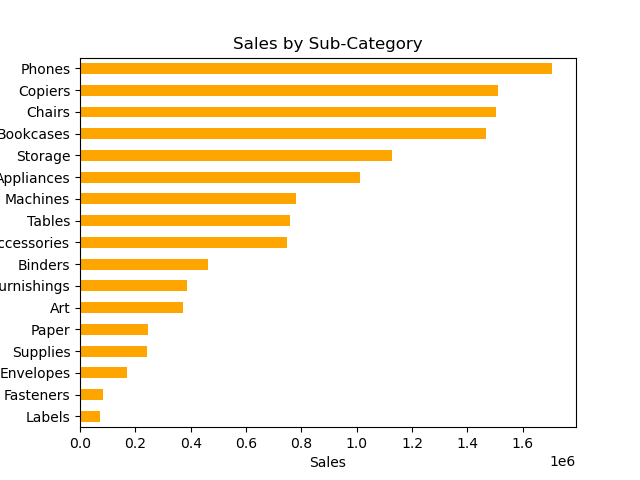 Sales by Sub-Category
Phones
Copiers
Chairs
Bookcases
Storage
Appliances
Machines
Tables
ccessories
Binders
urnishings
Art
Paper
Supplies
Envelopes
Fasteners
Labels
0.0 0.2 0.4 0.6 0.8 1.0 1.2 1.4 1.6
1e6
Sales